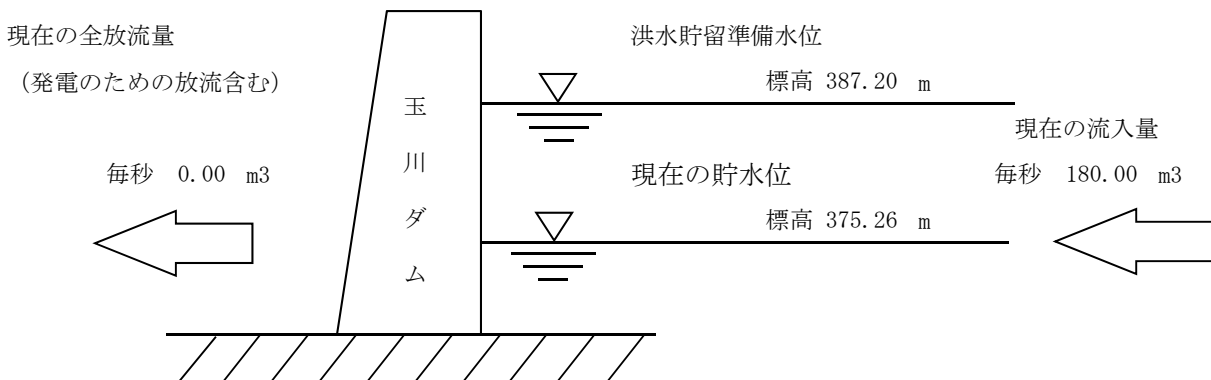 現在の全放流量
(発電のための放流含む)
毎秒 0.00 m3
玉川ダム
洪水貯留準備水位
標高 387.20 m
現在の貯水位
標高 375.26 m
現在の流入量
毎秒 180.00 m3